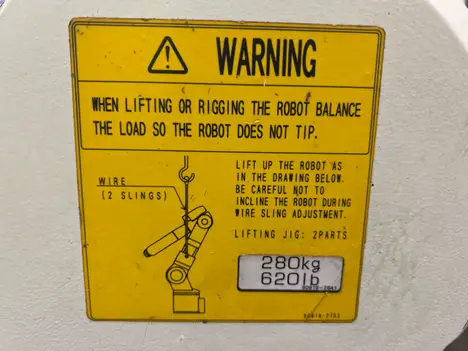 WARNING
WHEN LIFTING OR RIGGING THE ROBOT BALANCE
THE LOAD SO THE ROBOT DOES NOT TIP.
LIFT UP THE ROBOT AS
IN THE DRAWING BELOW.
BE CAREFUL NOT TO
INCLINE THE ROBOT DURING
WIRE SLING ADJUSTMENT.
LIFTING JIG: 2PARTS
WIRE
(2 SLINGS)
280kg
620lb